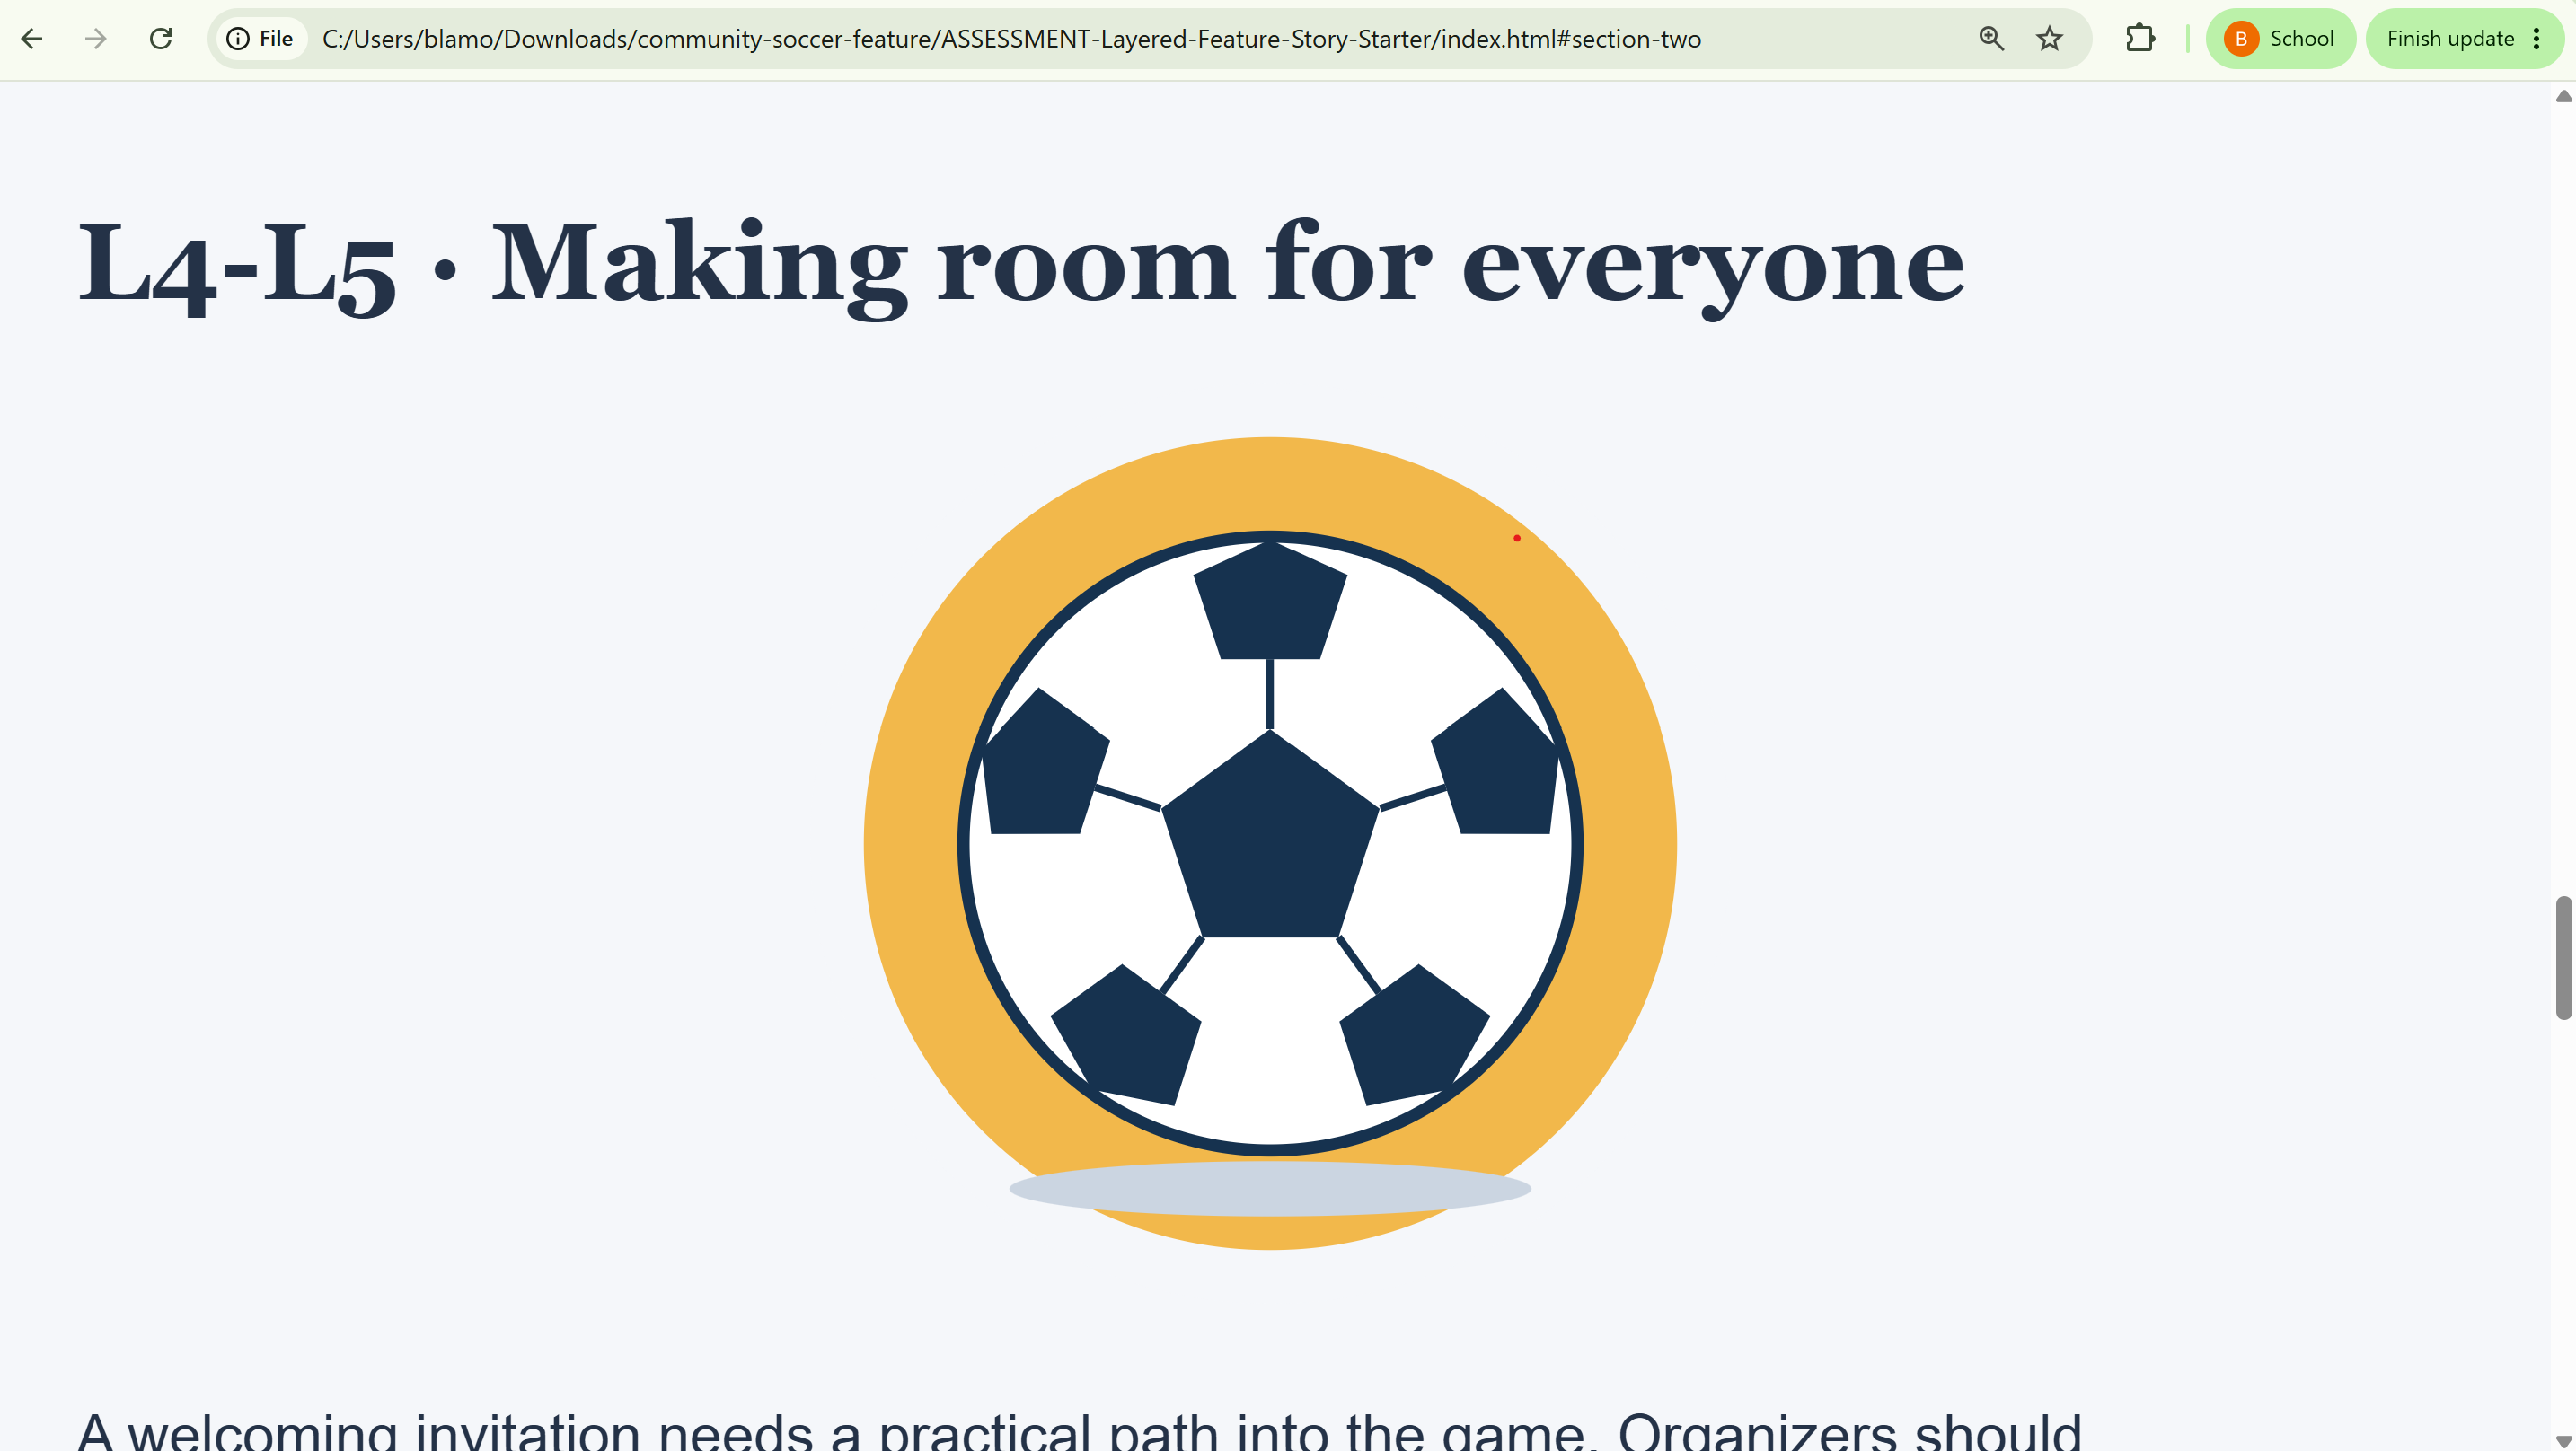 File C:/Users/blamo/Downloads/community-soccer-feature/ASSESSMENT-Layered-Feature-Story-Starter/index.html#section-two B School Finish update
L4-L5 · Making room for everyone
A welcoming invitation needs a practical path into the game. Organizers should